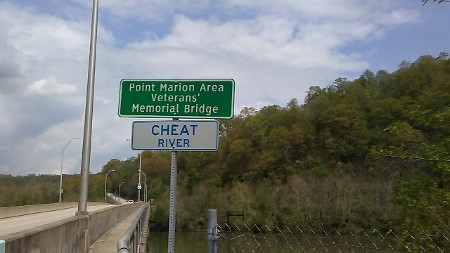 Point Marion Area
Veterans'
Memorial Bridge
CHEAT
RIVER